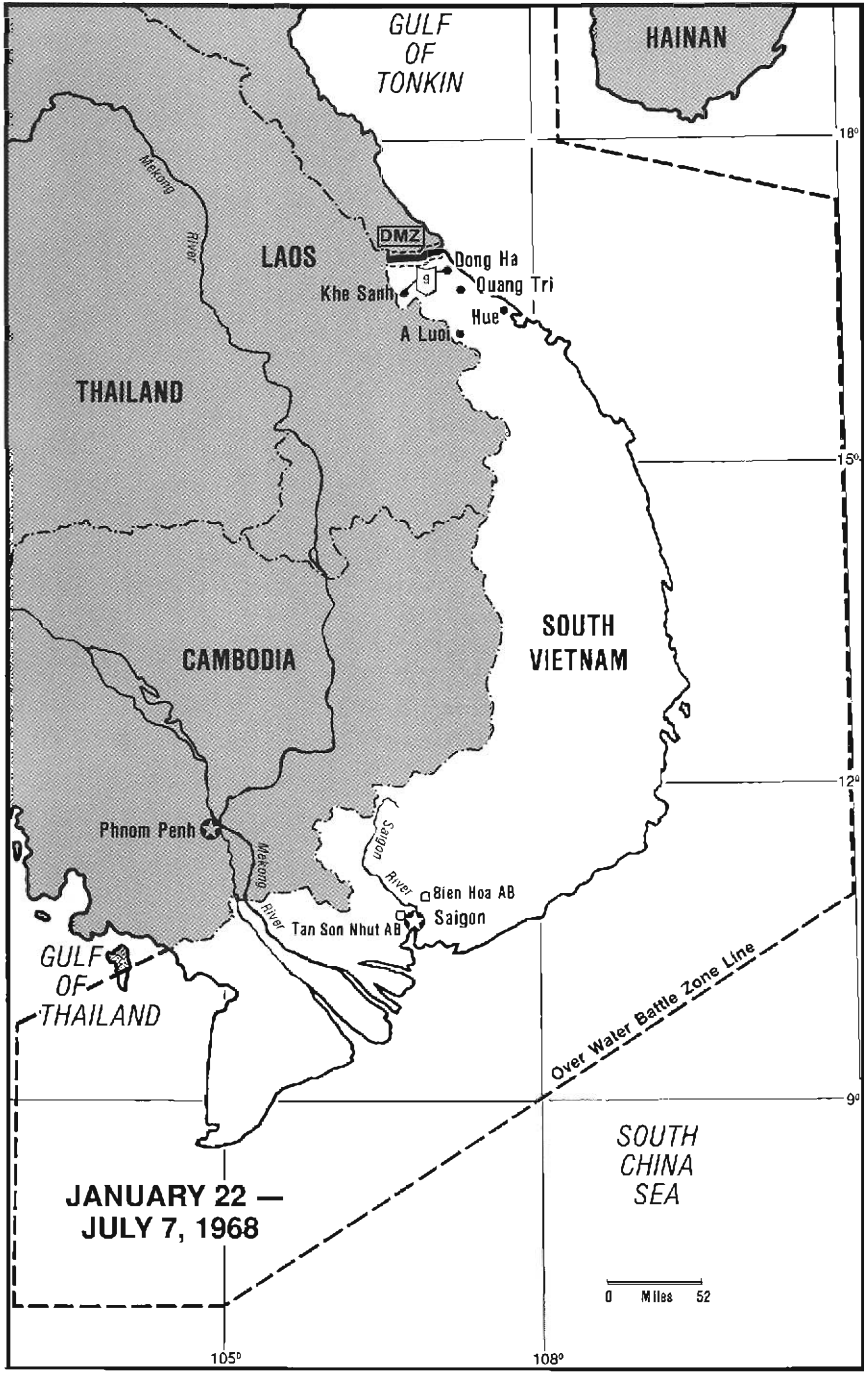 GULF
OF
TONKIN
HAINAN
18°
Mekong
River
LAOS
DMZ
Dong Ha
9
Quang Tri
Khe Sanh
Hue
A Luoi
THAILAND
15°
SOUTH
VIETNAM
CAMBODIA
12°
Phnom Penh
Saigon
River
Mekong
River
Bien Hoa AB
Tan Son Nhut AB
Saigon
GULF
OF
THAILAND
Over Water Battle Zone Line
9°
SOUTH
CHINA
SEA
JANUARY 22 —
JULY 7, 1968
0 Miles 52
105°
108°